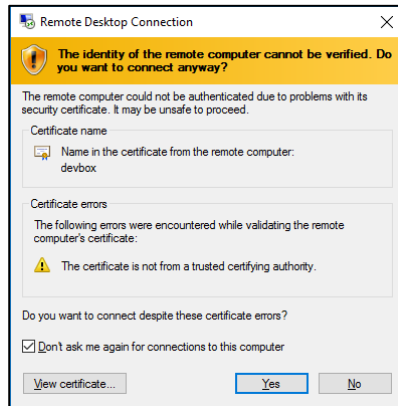 Remote Desktop Connection
The identity of the remote computer cannot be verified. Do
you want to connect anyway?
The remote computer could not be authenticated due to problems with its
security certificate. It may be unsafe to proceed.
Certificate name
Name in the certificate from the remote computer:
devbox
Certificate errors
The following errors were encountered while validating the remote
computer's certificate:
The certificate is not from a trusted certifying authority.
Do you want to connect despite these certificate errors?
Don't ask me again for connections to this computer
View certificate... Yes No